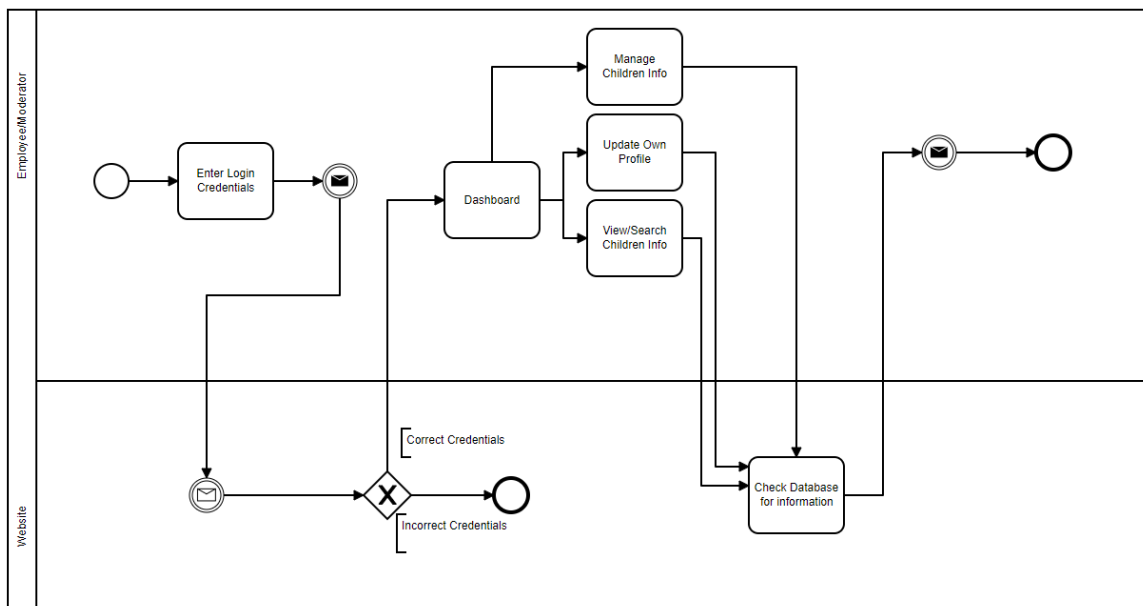 Employee/Moderator
Enter Login
Credentials
Dashboard
Manage
Children Info
Update Own
Profile
View/Search
Children Info
Website
Correct Credentials
Incorrect Credentials
Check Database
for information